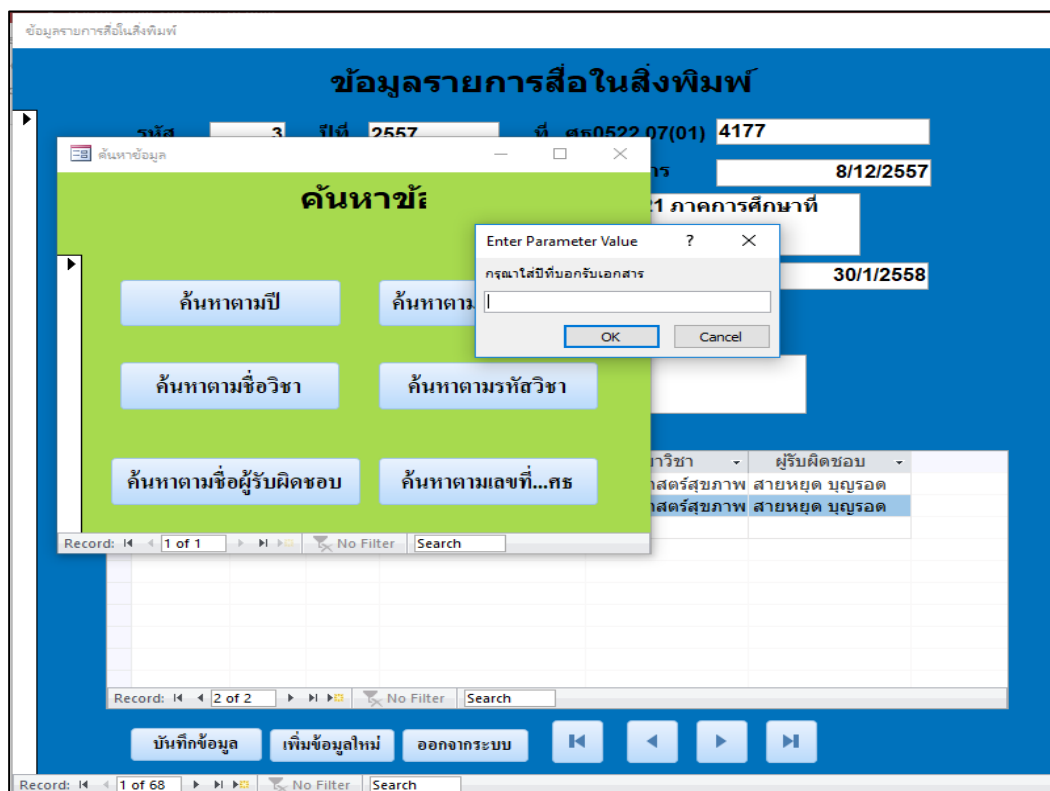 ข้อมูลรายการสื่อในสิ่งพิมพ์
ข้อมูลรายการสื่อในสิ่งพิมพ์
รหัส 3 ปีที่ 2557 ที่ ศธ0522.07(01) 4177
ค้นหาข้อมูล
8/12/2557
ค้นหา
21 ภาคการศึกษาที่
Enter Parameter Value ? ×
กรุณาใส่ปีที่บอกรับเอกสาร
30/1/2558
ค้นหาตามปี
ค้นหาตาม
OK
Cancel
ค้นหาตามชื่อวิชา
ค้นหาตามรหัสวิชา
ค้นหาตามชื่อผู้รับผิดชอบ
ค้นหาตามเลขที่...ศธ
าวิชา ผู้รับผิดชอบ
าสตร์สุขภาพ สายหยุด บุญรอด
าสตร์สุขภาพ สายหยุด บุญรอด
Record: 1 of 1 No Filter Search
Record: 2 of 2 No Filter Search
บันทึกข้อมูล
เพิ่มข้อมูลใหม่
ออกจากระบบ
Record: 1 of 68 No Filter Search